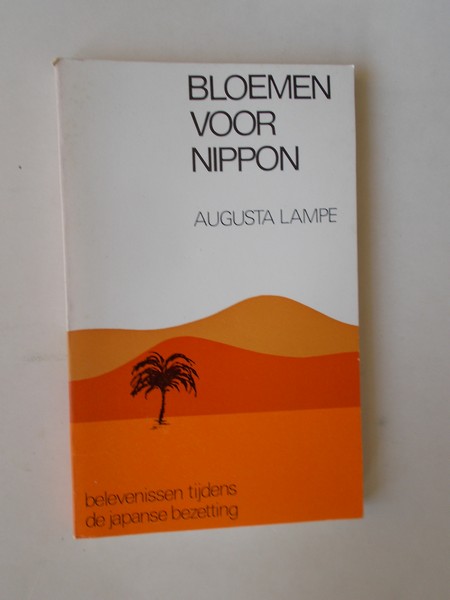 BLOEMEN
VOOR
NIPPON
AUGUSTA LAMPE
belevenissen tijdens
de japanse bezetting